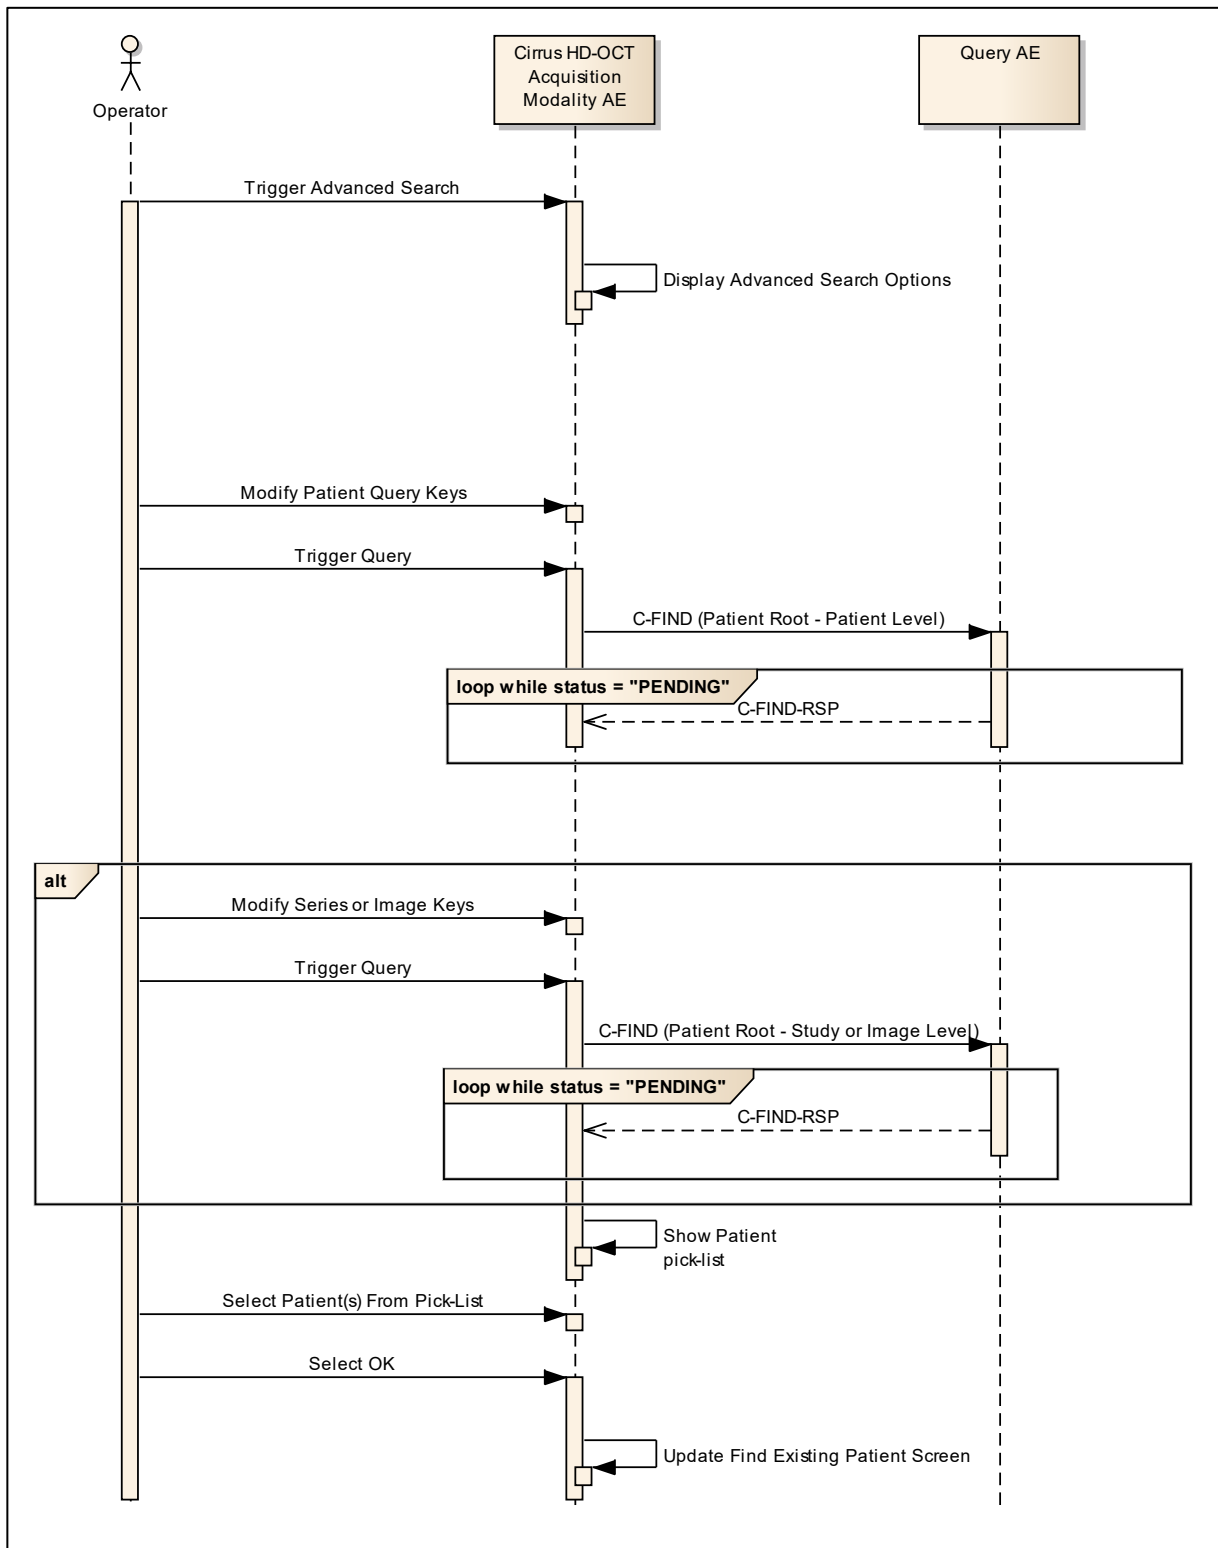 Operator
Cirrus HD-OCT
Acquisition
Modality AE
Query AE
Trigger Advanced Search
Display Advanced Search Options
Modify Patient Query Keys
Trigger Query
C-FIND (Patient Root - Patient Level)
loop while status = "PENDING"
C-FIND-RSP
alt
Modify Series or Image Keys
Trigger Query
C-FIND (Patient Root - Study or Image Level)
loop while status = "PENDING"
C-FIND-RSP
Show Patient
pick-list
Select Patient(s) From Pick-List
Select OK
Update Find Existing Patient Screen